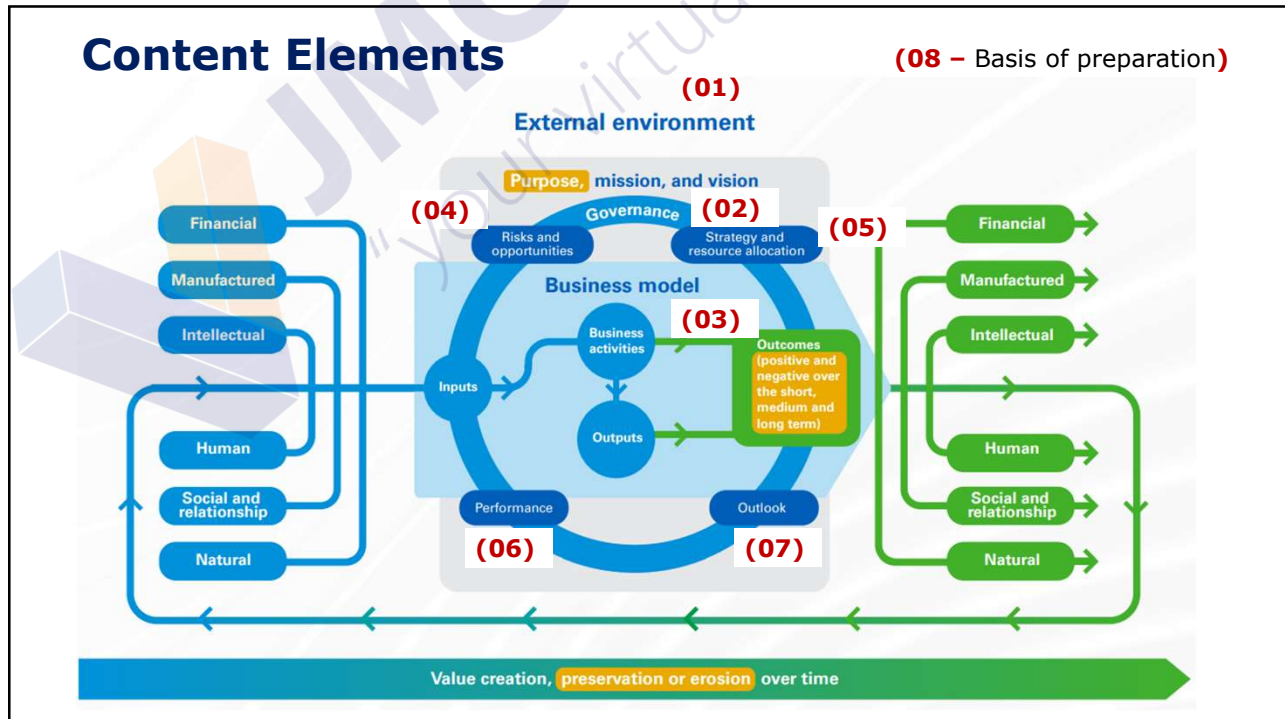 Content Elements
(08 – Basis of preparation)
(01)
External environment
Purpose, mission, and vision
(04)
Governance
(02)
(05)
Risks and
opportunities
Strategy and
resource allocation
Financial
Manufactured
Intellectual
Human
Social and
relationship
Natural
Business model
(03)
Inputs
Business
activities
Outputs
Outcomes
(positive and
negative over
the short,
medium and
long term)
Performance
(06)
Outlook
(07)
Financial
Manufactured
Intellectual
Human
Social and
relationship
Natural
Value creation, preservation or erosion over time
"your virtua